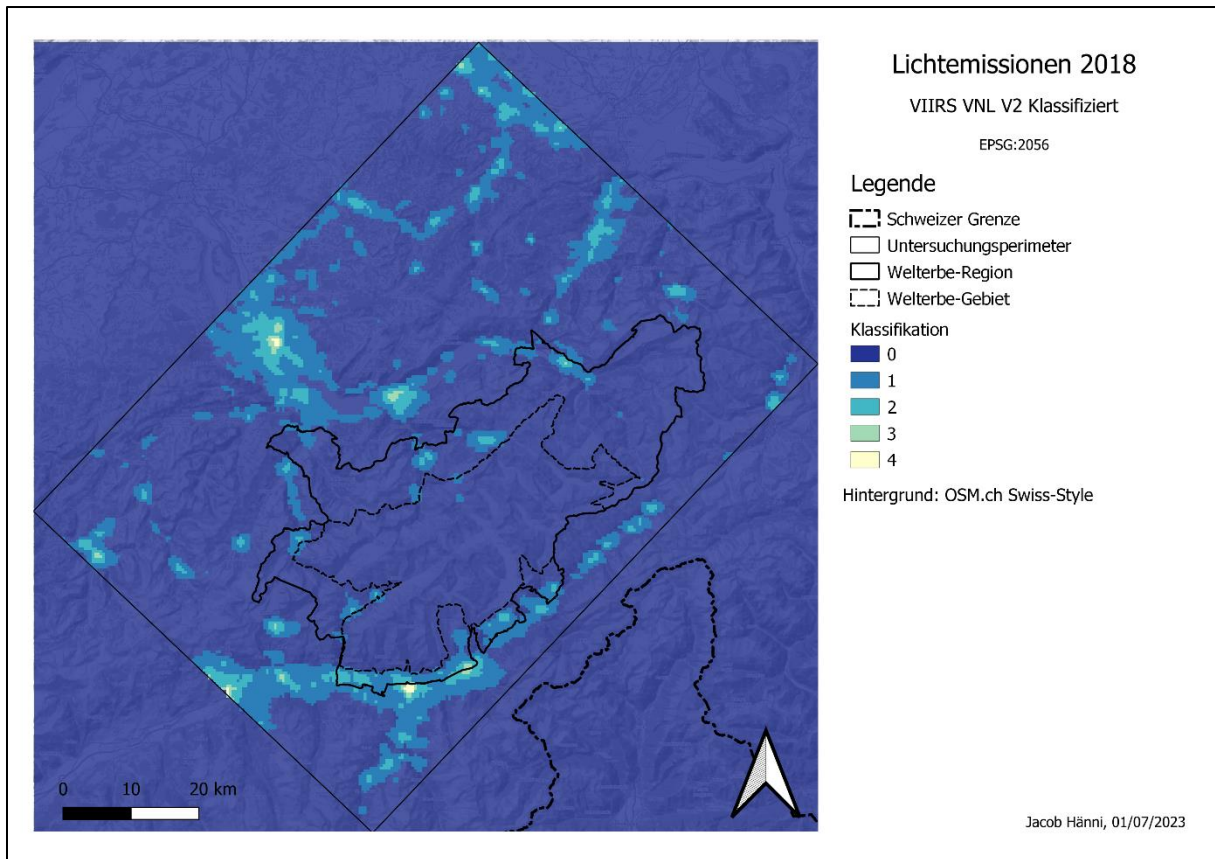 Lichtemissionen 2018
VIIRS VNL V2 Klassifiziert
EPSG:2056
Legende
Schweizer Grenze
Untersuchungsperimeter
Welterbe-Region
Welterbe-Gebiet
Klassifikation
0
1
2
3
4
Hintergrund: OSM.ch Swiss-Style
0 10 20 km
Jacob Hänni, 01/07/2023